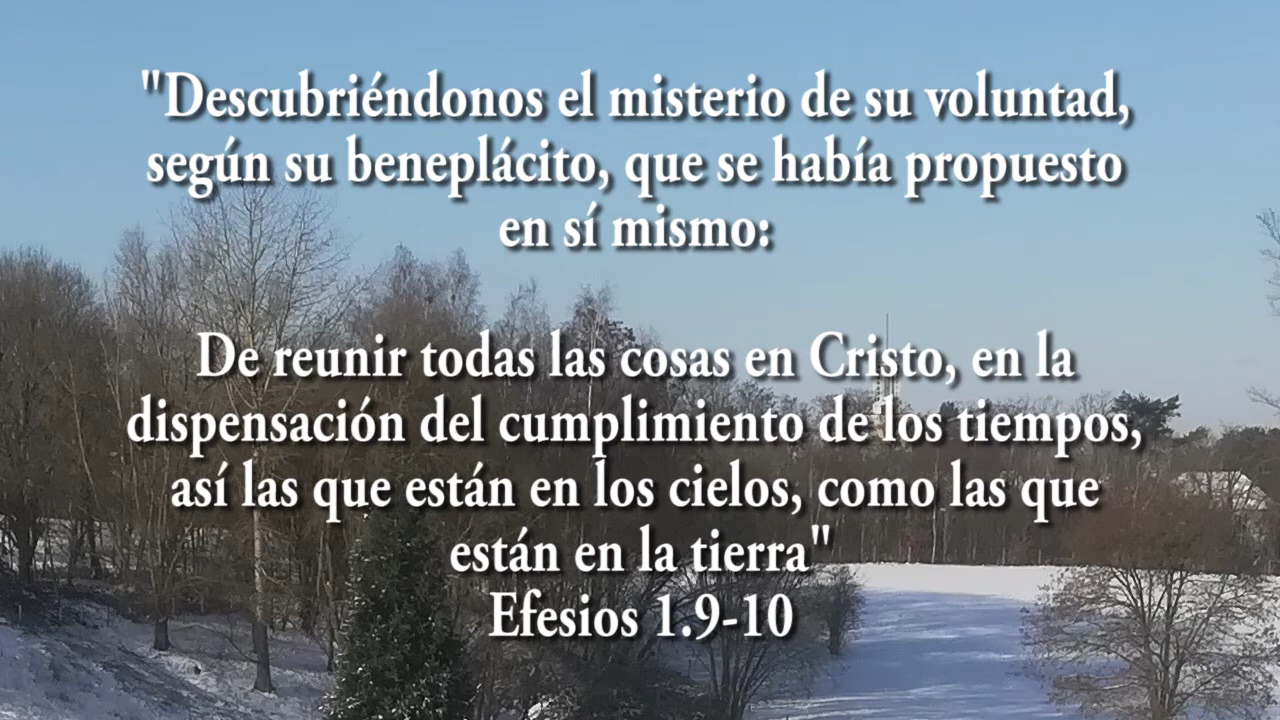 "Descubriéndonos el misterio de su voluntad,
según su beneplácito, que se había propuesto
en sí mismo:
De reunir todas las cosas en Cristo, en la
dispensación del cumplimiento de los tiempos,
así las que están en los cielos, como las que
están en la tierra"
Efesios 1.9-10